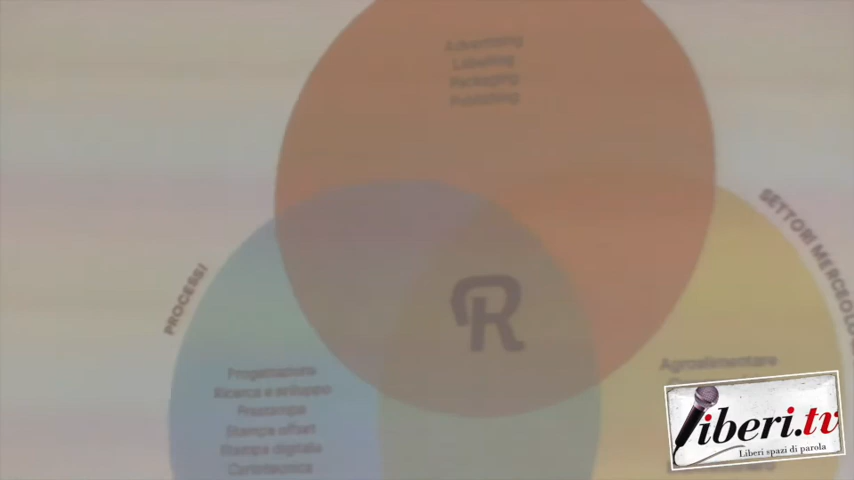 Advertising
Labelling
Packaging
Publishing
SETTORI MERCEOLO
PROCESSI
R
Progettazione
Ricerca e sviluppo
Prestampa
Stampa offset
Stampa digitale
Cartotecnica
Agroalimentare
liberi.tv
Liberi spazi di parola